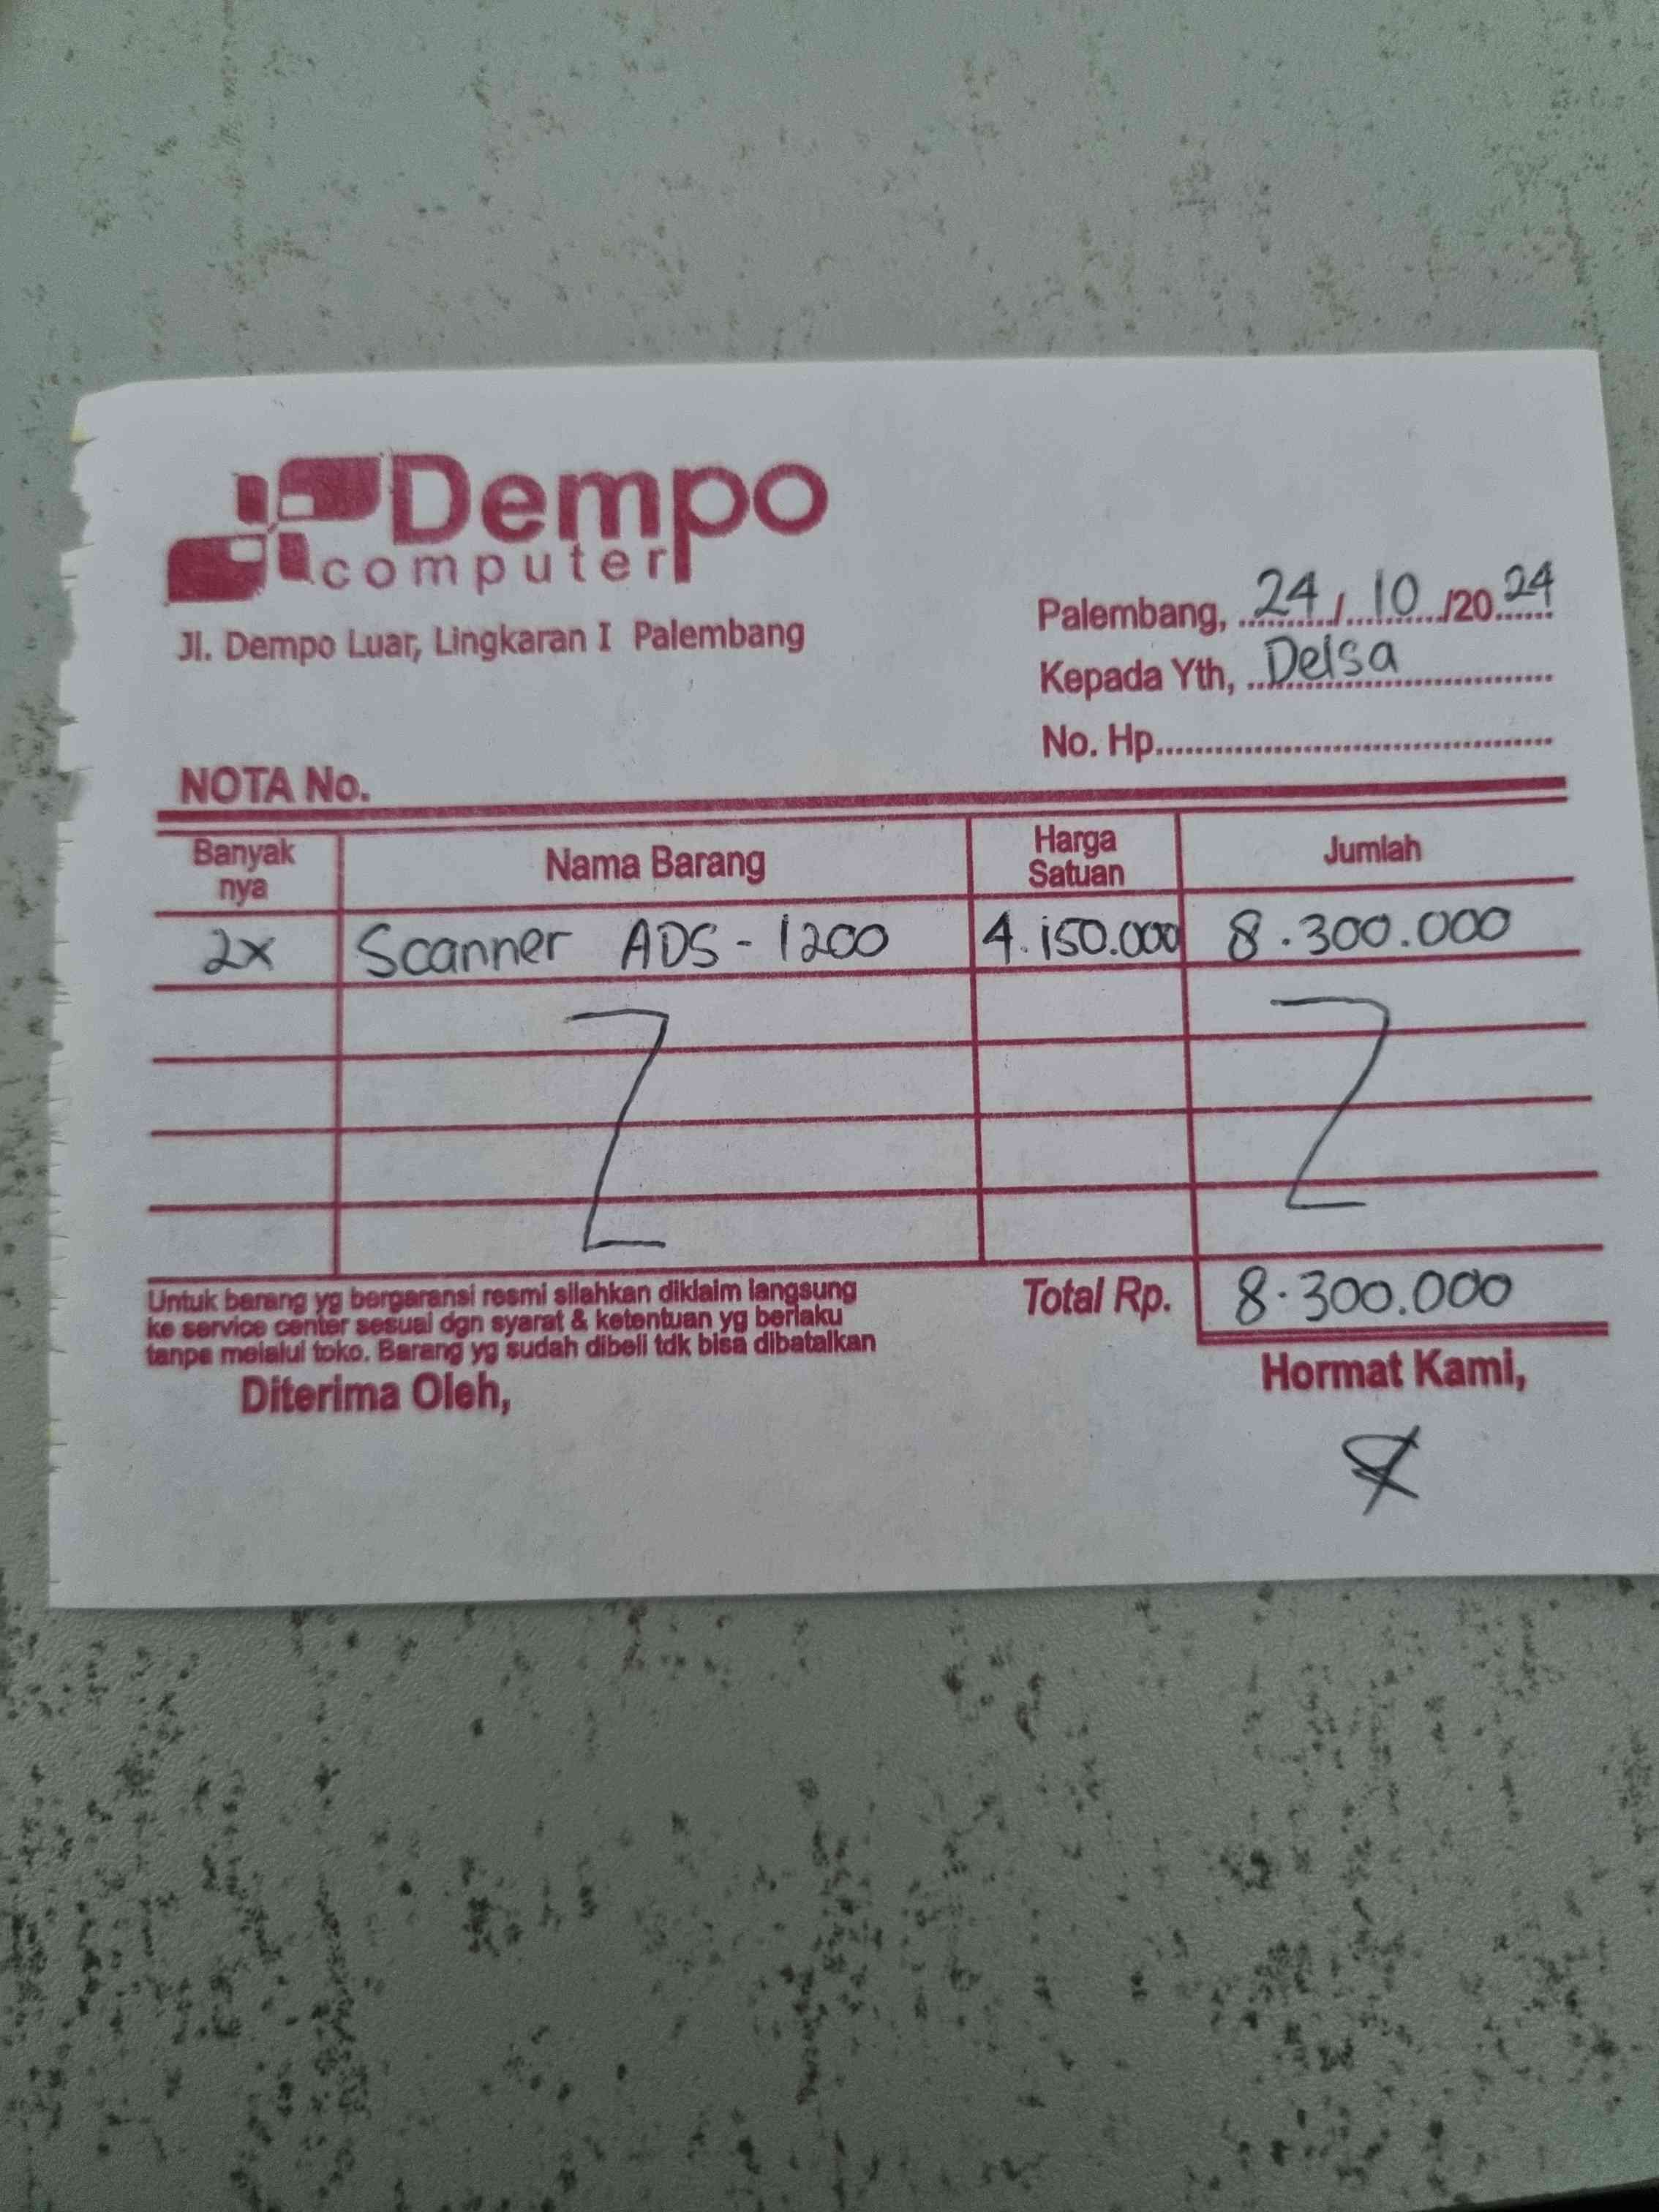 Dempo
computer
Jl. Dempo Luar, Lingkaran I Palembang
Palembang, 24 / 10 /20 24
Kepada Yth, Delsa
No. Hp
NOTA No.
Banyak nya Nama Barang Harga Satuan Jumlah
2x Scanner ADS - 1200 4.150.000 8.300.000
Untuk barang yg bergaransi resmi silahkan diklaim langsung
ke service center sesuai dgn syarat & ketentuan yg berlaku
tanpa melalui toko. Barang yg sudah dibeli tdk bisa dibatalkan
Total Rp. 8.300.000
Diterima Oleh,
Hormat Kami,